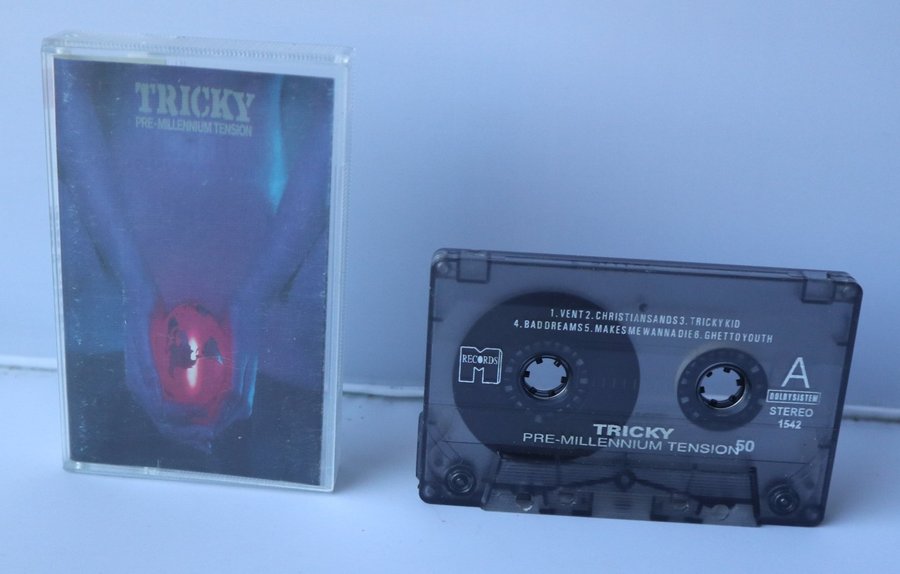 TRICKY
PRE-MILLENNIUM TENSION
1. VENT 2. CHRISTIANSANDS 3. TRICKY KID
4. BAD DREAMS 5. MAKES ME WANNA DIE 6. GHETTO YOUTH
M RECORDS
A
DOLBY SISTEM
STEREO
1542
TRICKY
PRE-MILLENNIUM TENSION 50